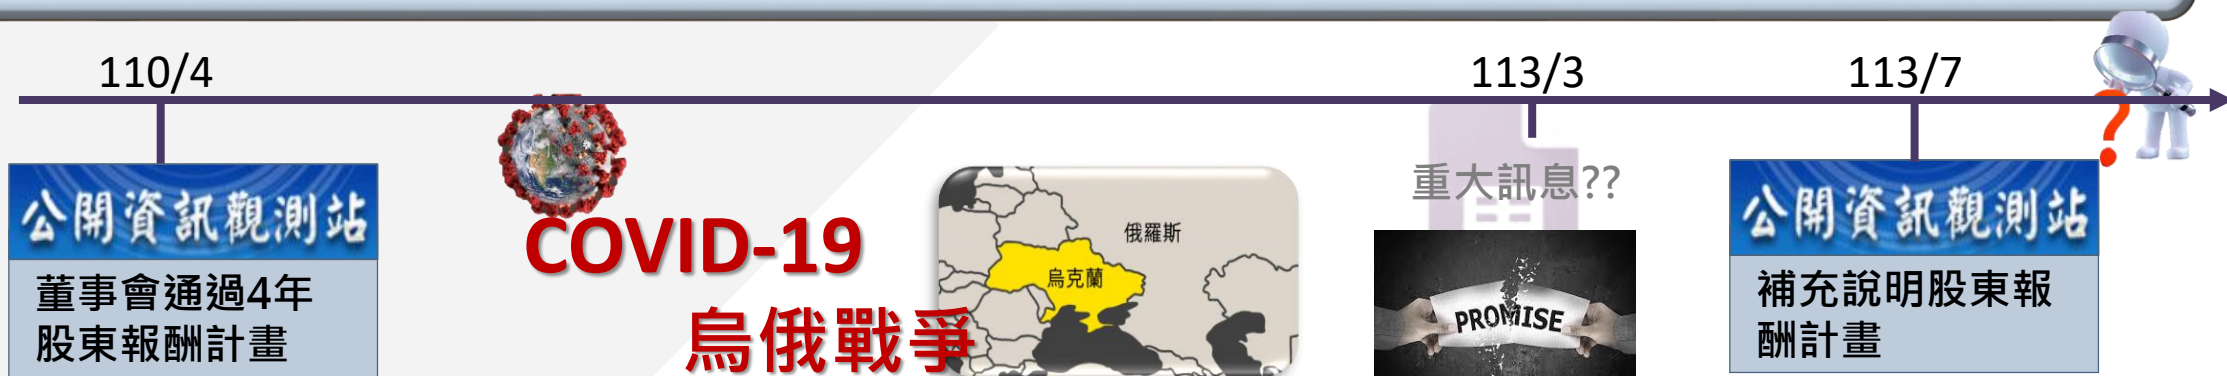 110/4
113/3
113/7
公開資訊觀測站
董事會通過4年
股東報酬計畫
COVID-19
烏俄戰爭
俄羅斯
烏克蘭
重大訊息??
PROMISE
公開資訊觀測站
補充說明股東報
酬計畫
?